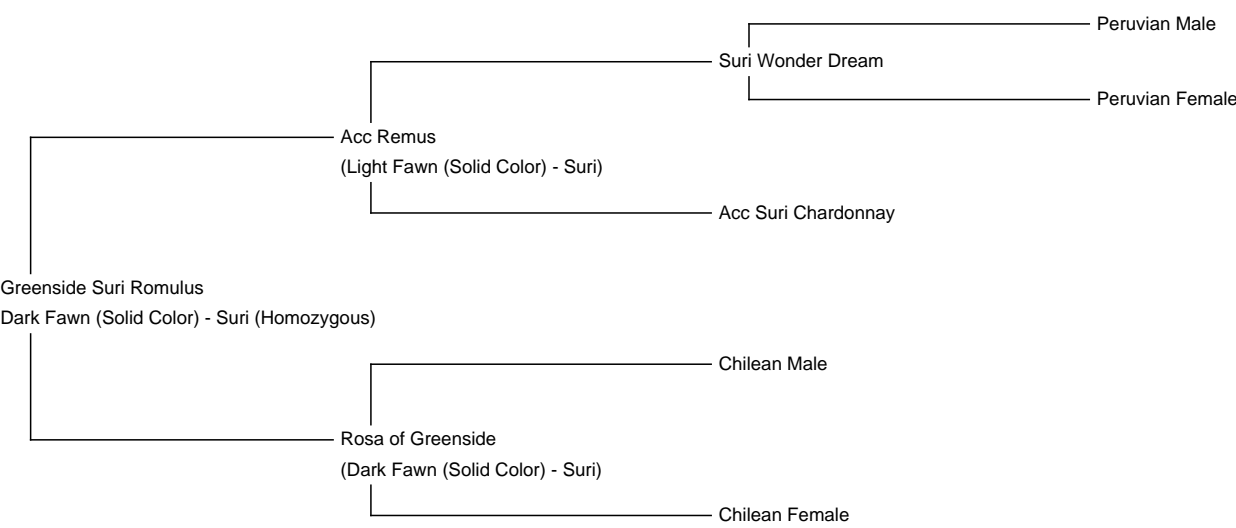 Peruvian Male
Suri Wonder Dream
Peruvian Female
Acc Remus
(Light Fawn (Solid Color) - Suri)
Acc Suri Chardonnay
Greenside Suri Romulus
Dark Fawn (Solid Color) - Suri (Homozygous)
Chilean Male
Rosa of Greenside
(Dark Fawn (Solid Color) - Suri)
Chilean Female